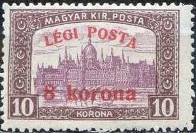 MAGYAR KIR. POSTA
LÉGI POSTA
8 korona
10 KORONA 10